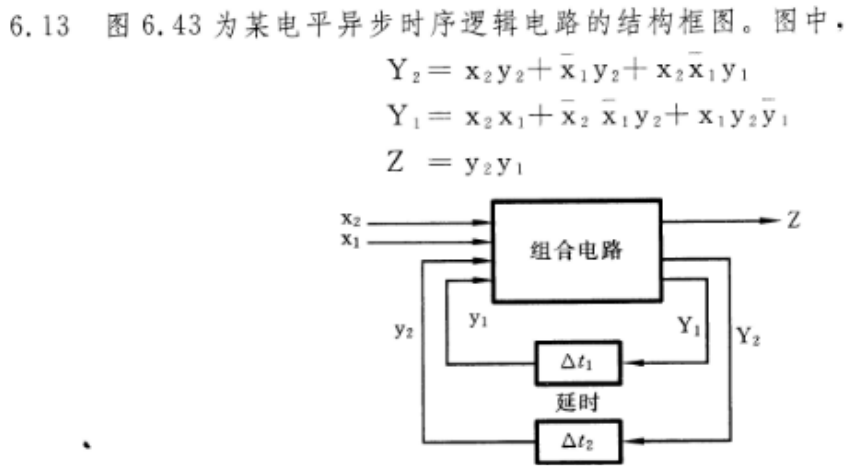 6.13 图 6.43 为某电平异步时序逻辑电路的结构框图。图中,
Y₂ = x₂y₂ + x̄₁y₂ + x₂x̄₁y₁
Y₁ = x₂x₁ + x̄₂ x̄₁y₂ + x₁y₂ȳ₁
Z = y₂y₁
x₂
x₁
组合电路
Z
y₂
y₁
Y₁
Y₂
Δt₁
延时
Δt₂